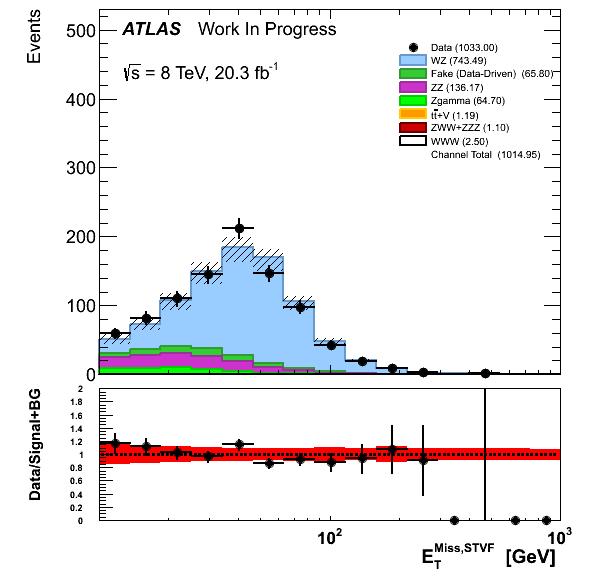 Events
500
400
300
200
100
0
ATLAS Work In Progress
√s = 8 TeV, 20.3 fb⁻¹
Data (1033.00)
WZ (743.49)
Fake (Data-Driven) (65.80)
ZZ (136.17)
Zgamma (64.70)
tt̄+V (1.19)
ZWW+ZZZ (1.10)
WWW (2.50)
Channel Total (1014.95)
Data/Signal+BG
2
1.8
1.6
1.4
1.2
1
0.8
0.6
0.4
0.2
0
10²
10³
E_T^Miss,STVF [GeV]